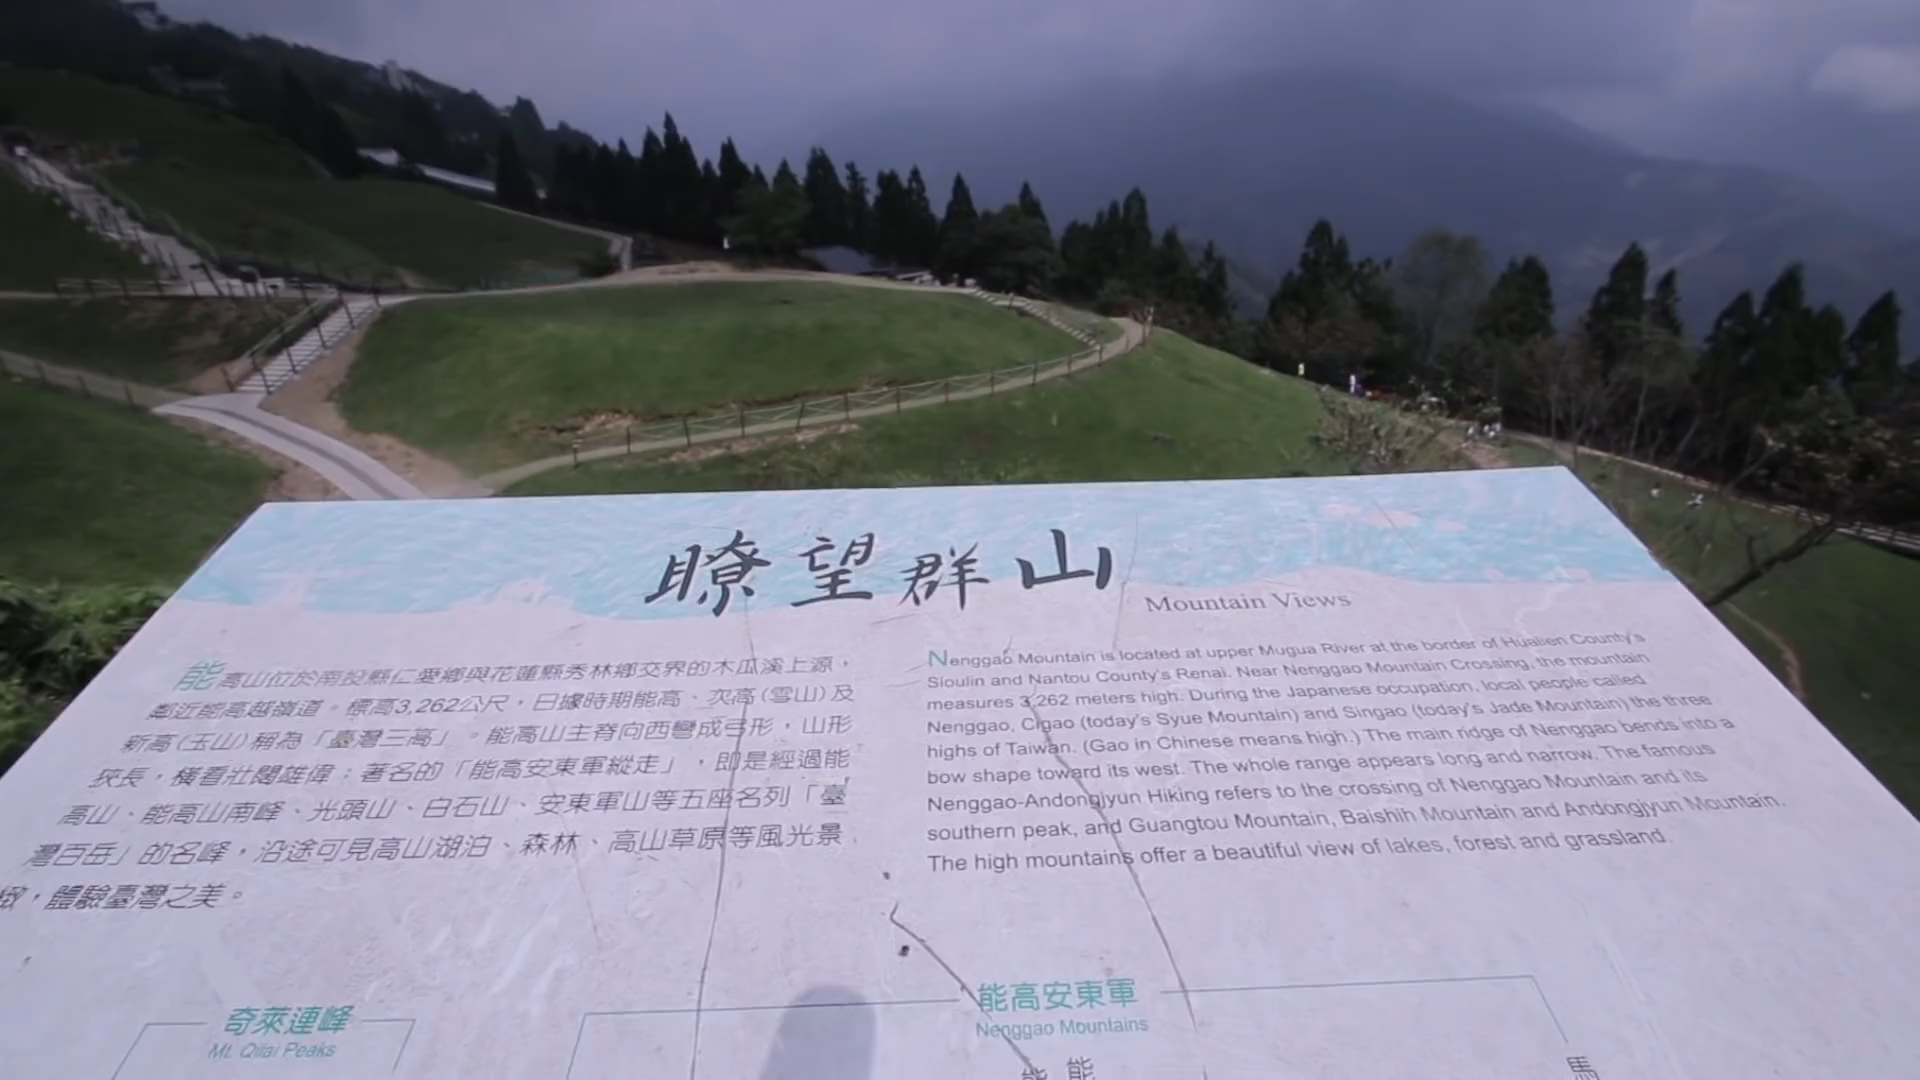 瞭望群山
Mountain Views
能高山位於南投縣仁愛鄉與花蓮縣秀林鄉交界的木瓜溪上源，
鄰近能高越嶺道。標高3,262公尺，日據時期能高、次高(雪山)及
新高(玉山)稱為「臺灣三高」。能高山主脊向西彎成弓形，山形
狹長，橫看壯闊雄偉；著名的「能高安東軍縱走」，即是經過能
高山、能高山南峰、光頭山、白石山、安東軍山等五座名列「臺
灣百岳」的名峰，沿途可見高山湖泊、森林、高山草原等風光景
緻，體驗臺灣之美。
Nenggao Mountain is located at upper Mugua River at the border of Hualien County's
Sioulin and Nantou County's Renai. Near Nenggao Mountain Crossing, the mountain
measures 3,262 meters high. During the Japanese occupation, local people called
Nenggao, Cigao (today's Syue Mountain) and Singao (today's Jade Mountain) the three
highs of Taiwan. (Gao in Chinese means high.) The main ridge of Nenggao bends into a
bow shape toward its west. The whole range appears long and narrow. The famous
Nenggao-Andongjyun Hiking refers to the crossing of Nenggao Mountain and its
southern peak, and Guangtou Mountain, Baishih Mountain and Andongjyun Mountain.
The high mountains offer a beautiful view of lakes, forest and grassland.
奇萊連峰
Mt. Qilai Peaks
能高安東軍
Nenggao Mountains
能
能
馬